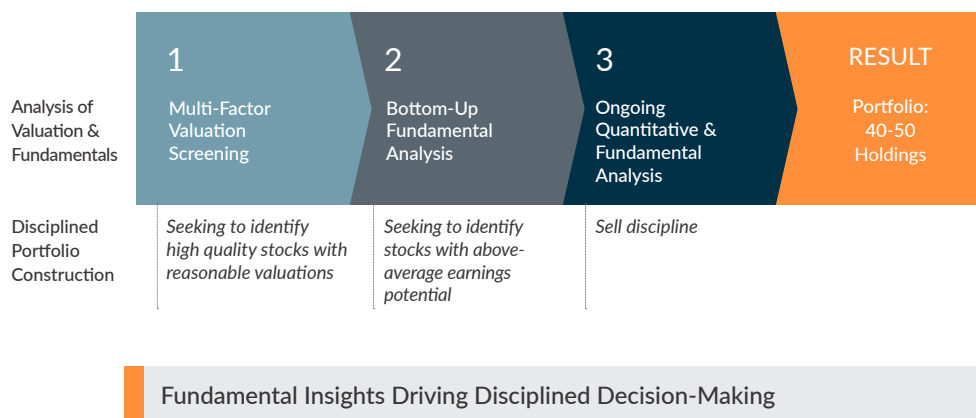 1
2
3
RESULT
Analysis of
Valuation &
Fundamentals
Multi-Factor
Valuation
Screening
Bottom-Up
Fundamental
Analysis
Ongoing
Quantitative &
Fundamental
Analysis
Portfolio:
40-50
Holdings
Disciplined
Portfolio
Construction
Seeking to identify
high quality stocks with
reasonable valuations
Seeking to identify
stocks with above-
average earnings
potential
Sell discipline
Fundamental Insights Driving Disciplined Decision-Making